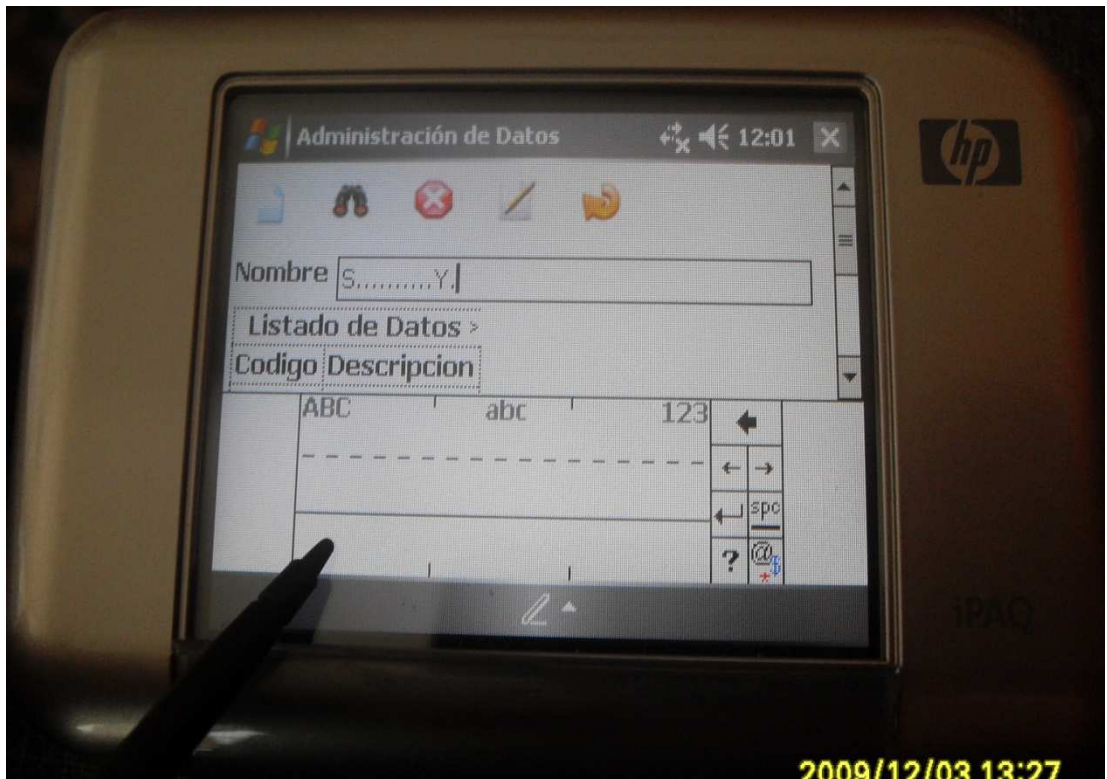 Administración de Datos 12:01
hp
Nombre S..........Y.
Listado de Datos >
Codigo Descripcion
ABC abc 123
spc
? @
*$
iPAQ
2009/12/03 13:27